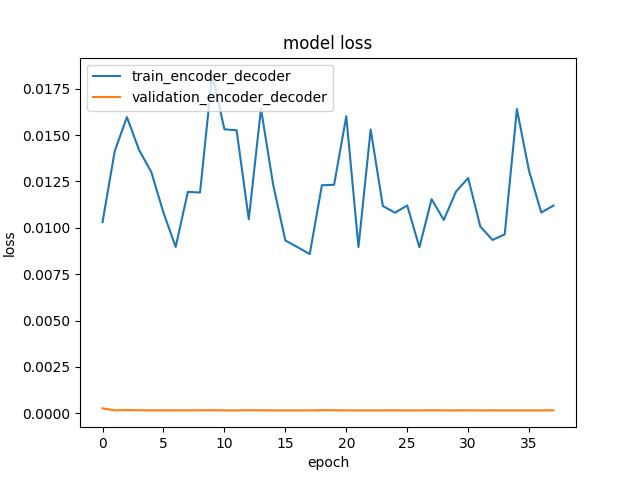 model loss
train_encoder_decoder
validation_encoder_decoder
0.0175
0.0150
0.0125
0.0100
0.0075
0.0050
0.0025
0.0000
loss
0 5 10 15 20 25 30 35
epoch